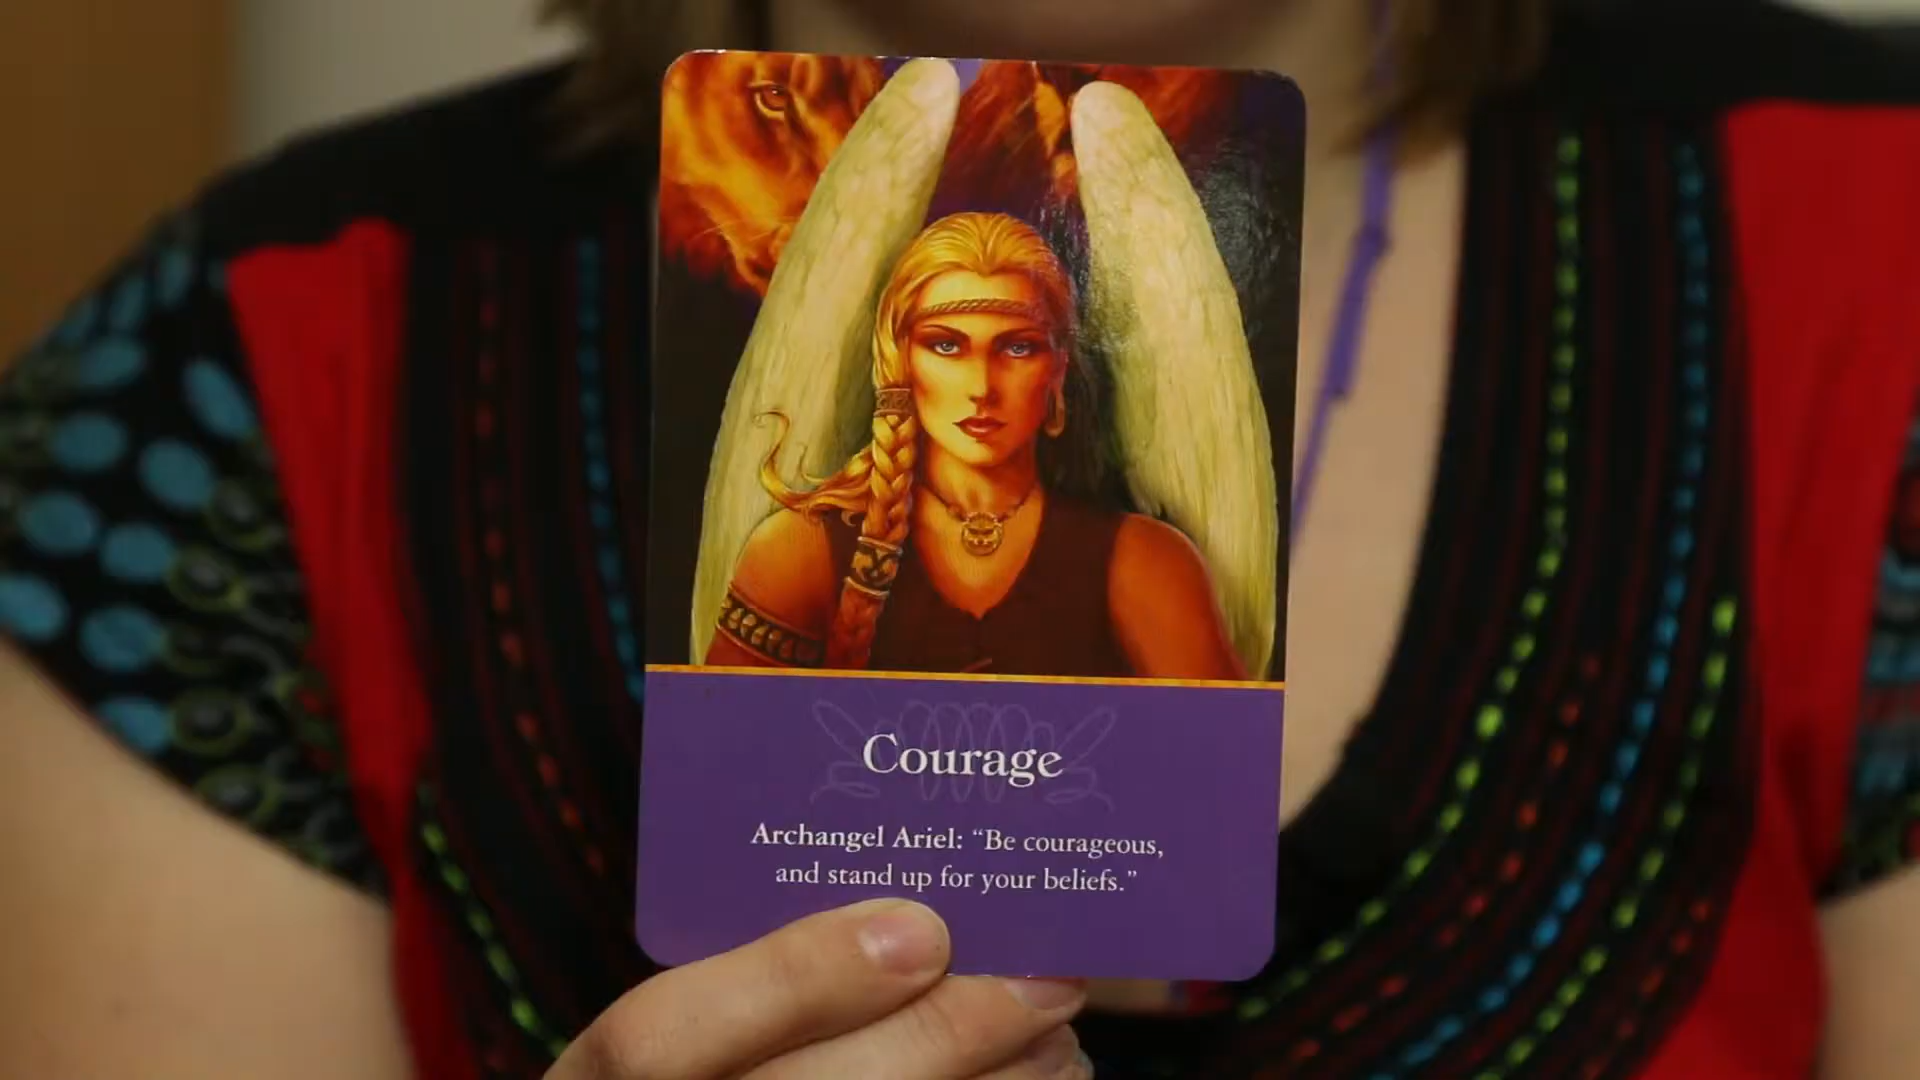 Courage
Archangel Ariel: “Be courageous,
and stand up for your beliefs.”